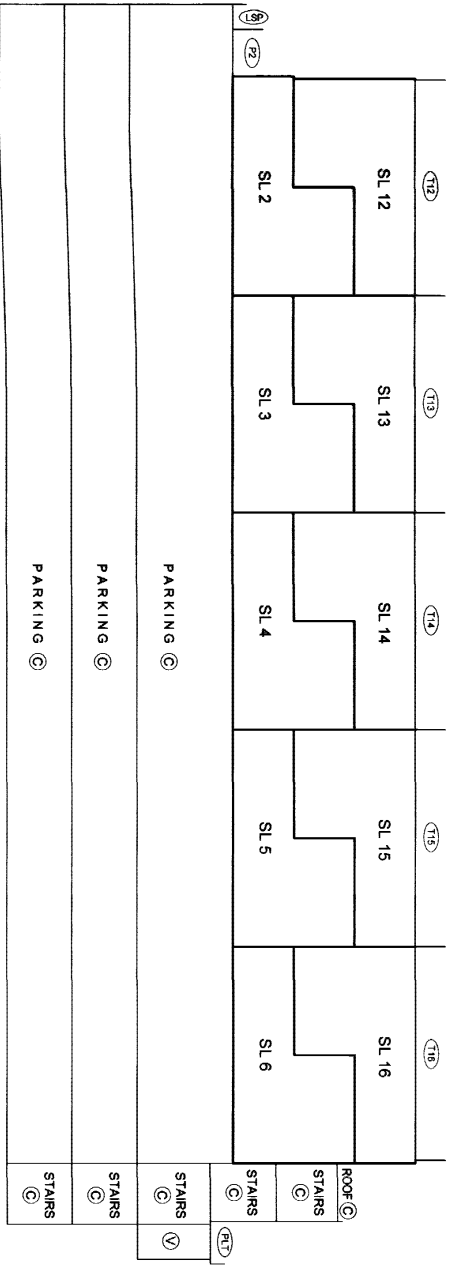 T12 T13 T14 T15 T16
SL 12 SL 13 SL 14 SL 15 SL 16
ROOF C
STAIRS
C
LSP P2 SL 2 SL 3 SL 4 SL 5 SL 6
STAIRS
C
PLT
PARKING C
STAIRS
C
V
PARKING C
STAIRS
C
PARKING C
STAIRS
C